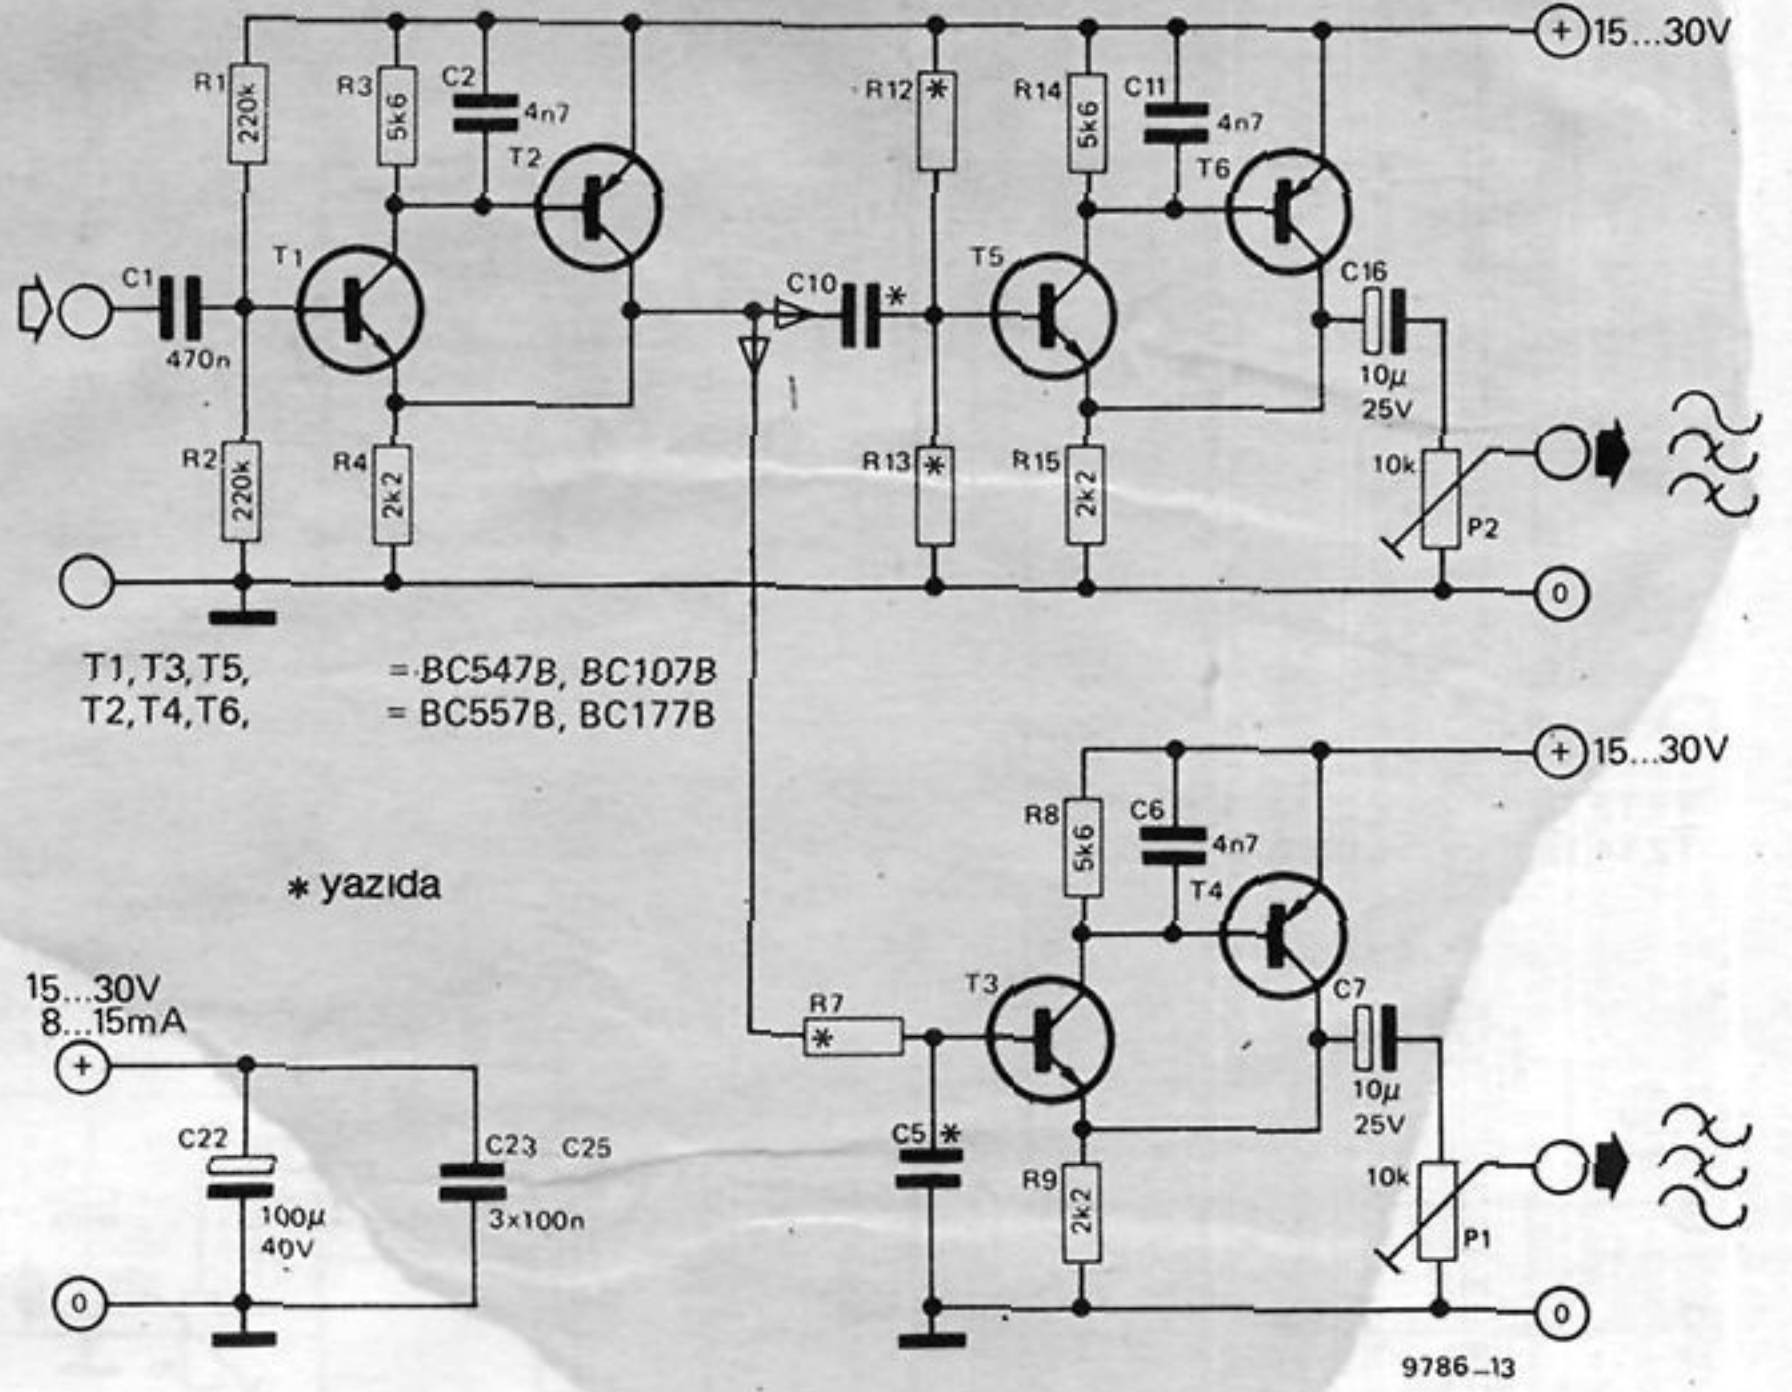 15...30V
R1
220k
R3
5k6
C2
4n7
T2
R12
*
R14
5k6
C11
4n7
T6
T1
C1
470n
C10
*
T5
C16
10µ
25V
R2
220k
R4
2k2
R13
*
R15
2k2
10k
P2
0
T1,T3,T5, = BC547B, BC107B
T2,T4,T6, = BC557B, BC177B
+ 15...30V
R8
5k6
C6
4n7
T4
* yazıda
T3
C7
10µ
25V
R7
*
15...30V
8...15mA
+
C22
100µ
40V
C23 C25
3x100n
0
C5 *
R9
2k2
10k
P1
0
9786-13